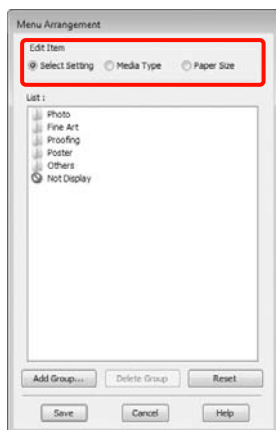 Menu Arrangement
Edit Item
Select Setting Media Type Paper Size
List :
Photo
Fine Art
Proofing
Poster
Others
Not Display
Add Group... Delete Group Reset
Save Cancel Help